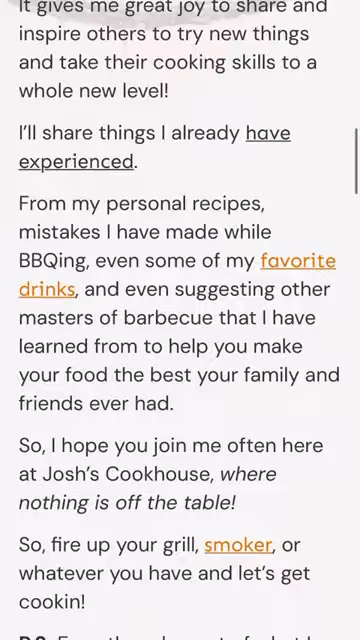 It gives me great joy to share and
inspire others to try new things
and take their cooking skills to a
whole new level!
I'll share things I already have
experienced.
From my personal recipes,
mistakes I have made while
BBQing, even some of my favorite
drinks, and even suggesting other
masters of barbecue that I have
learned from to help you make
your food the best your family and
friends ever had.
So, I hope you join me often here
at Josh's Cookhouse, where
nothing is off the table!
So, fire up your grill, smoker, or
whatever you have and let's get
cookin!